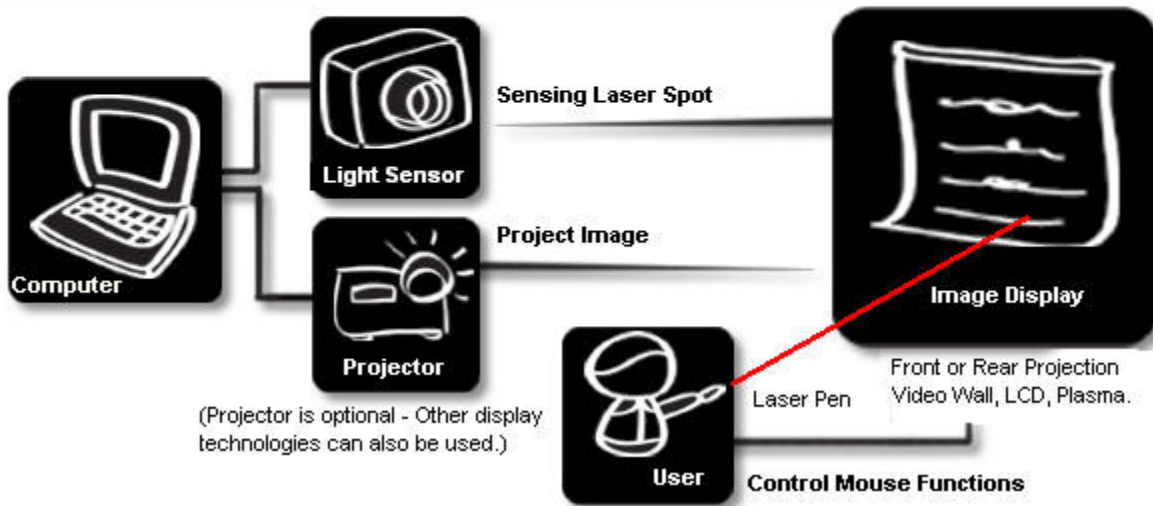 Sensing Laser Spot
Light Sensor
Computer
Project Image
Projector
(Projector is optional - Other display
technologies can also be used.)
Image Display
Front or Rear Projection
Video Wall, LCD, Plasma.
Laser Pen
User
Control Mouse Functions